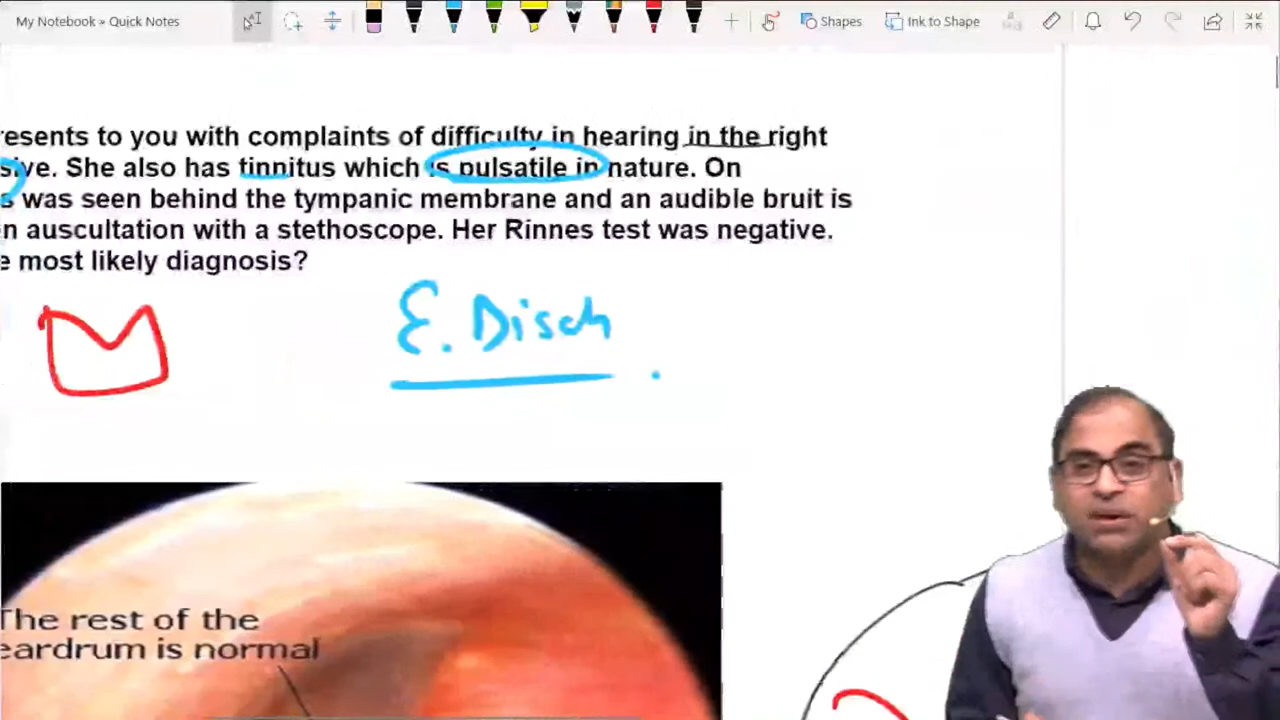 My Notebook » Quick Notes
Shapes
Ink to Shape
resents to you with complaints of difficulty in hearing in the right
sive. She also has tinnitus which is pulsatile in nature. On
s was seen behind the tympanic membrane and an audible bruit is
n auscultation with a stethoscope. Her Rinnes test was negative.
e most likely diagnosis?
E. Disch
The rest of the
eardrum is normal